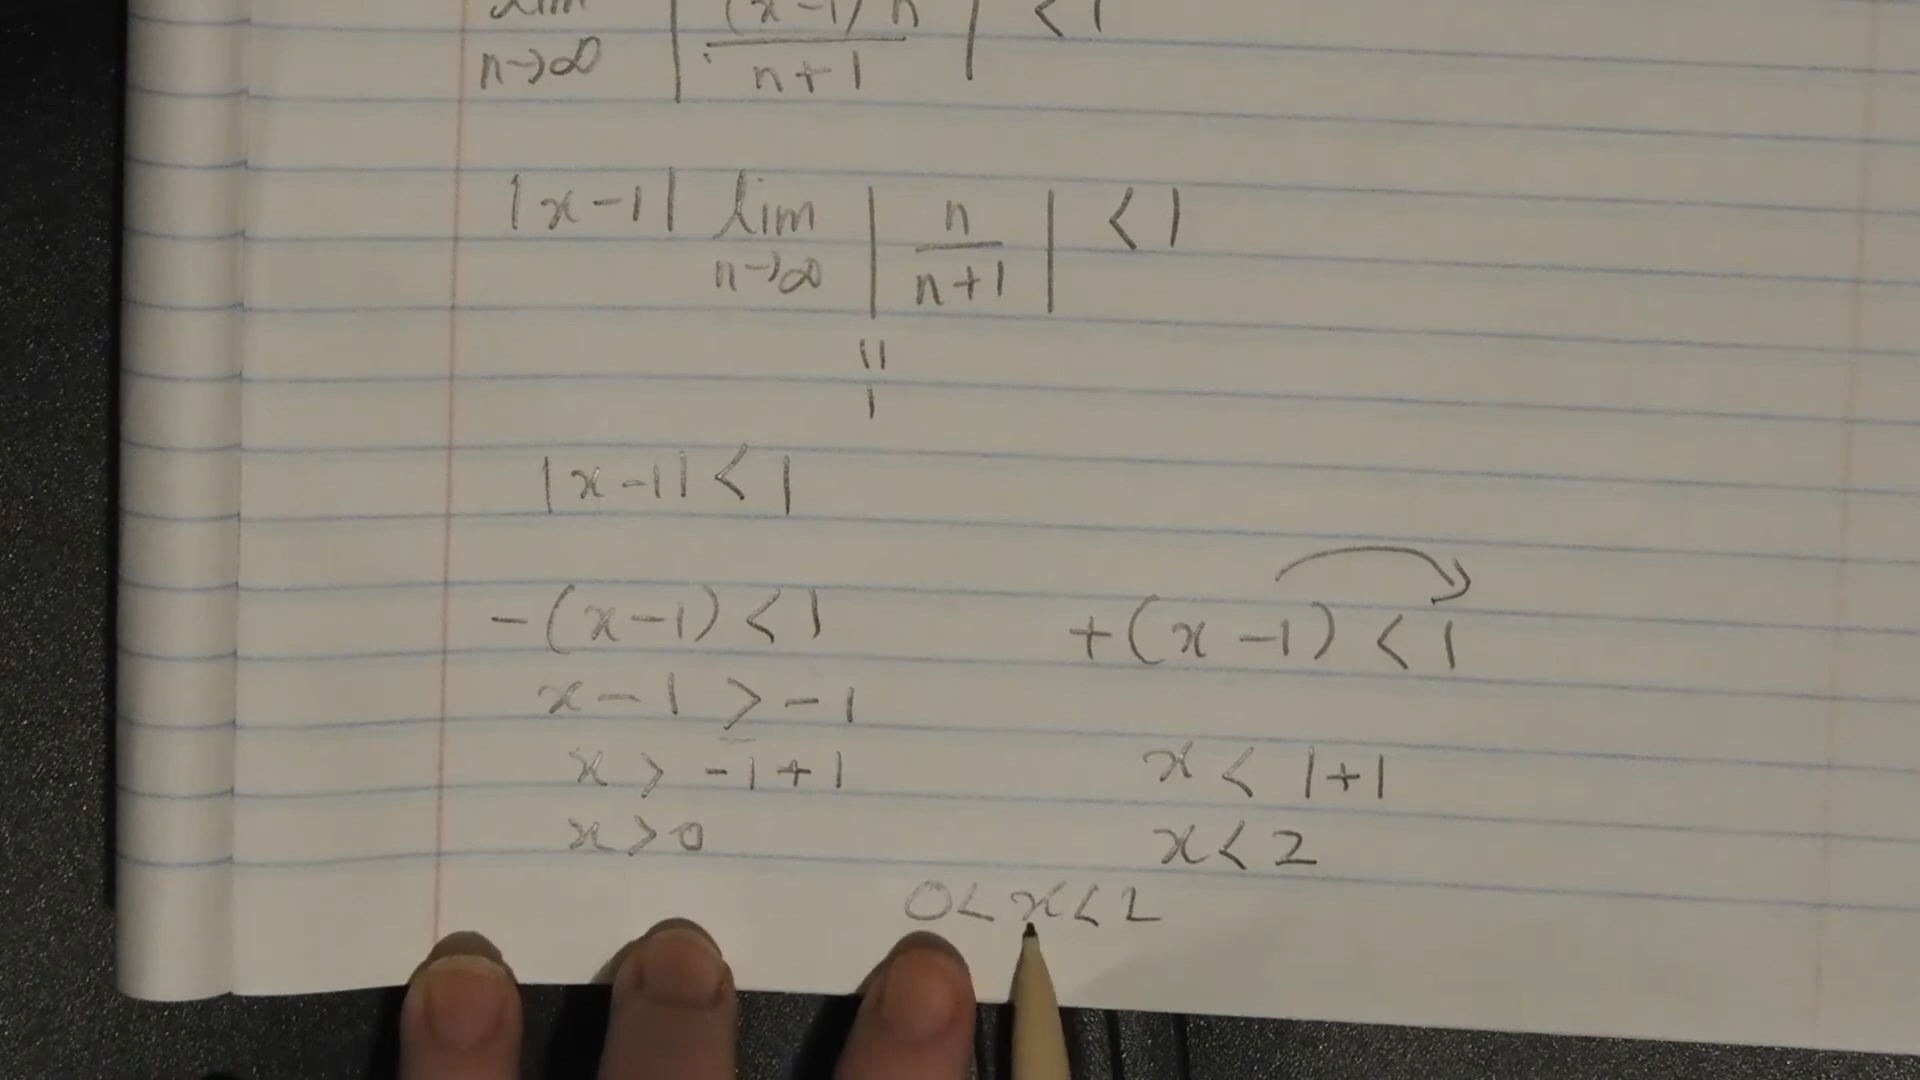 lim | (x-1) n | < 1
n→∞ | n+1 |
|x-1| lim | n | < 1
n→∞ | n+1 |
||
1
|x-1| < 1
-(x-1) < 1 +(x-1) < 1
x-1 > -1
x > -1+1 x < 1+1
x > 0 x < 2
0 < x < 2